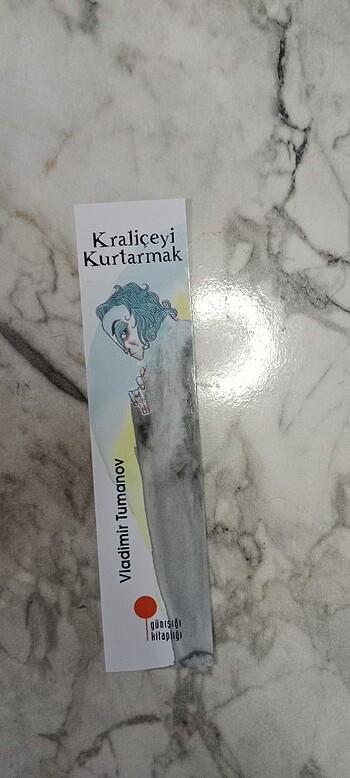 Kraliçeyi
Kurtarmak
Vladimir Tumanov
günışığı
kitaplığı